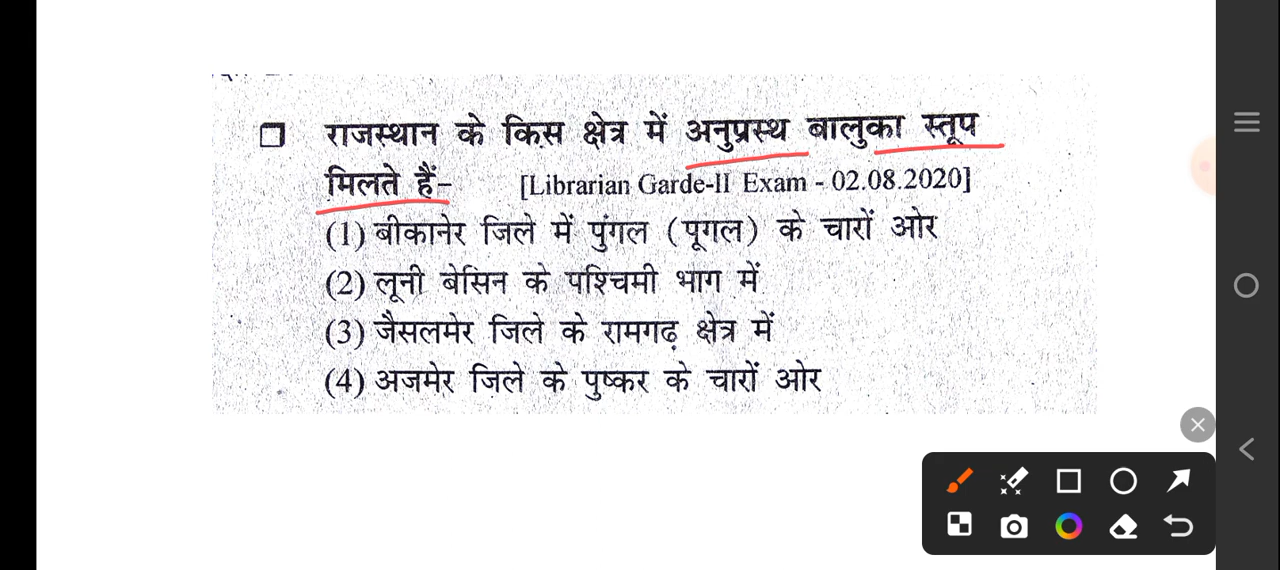 राजस्थान के किस क्षेत्र में अनुप्रस्थ बालुका स्तूप
मिलते हैं– [Librarian Garde-II Exam - 02.08.2020]
(1) बीकानेर जिले में पुंगल (पूगल) के चारों ओर
(2) लूनी बेसिन के पश्चिमी भाग में
(3) जैसलमेर जिले के रामगढ़ क्षेत्र में
(4) अजमेर जिले के पुष्कर के चारों ओर